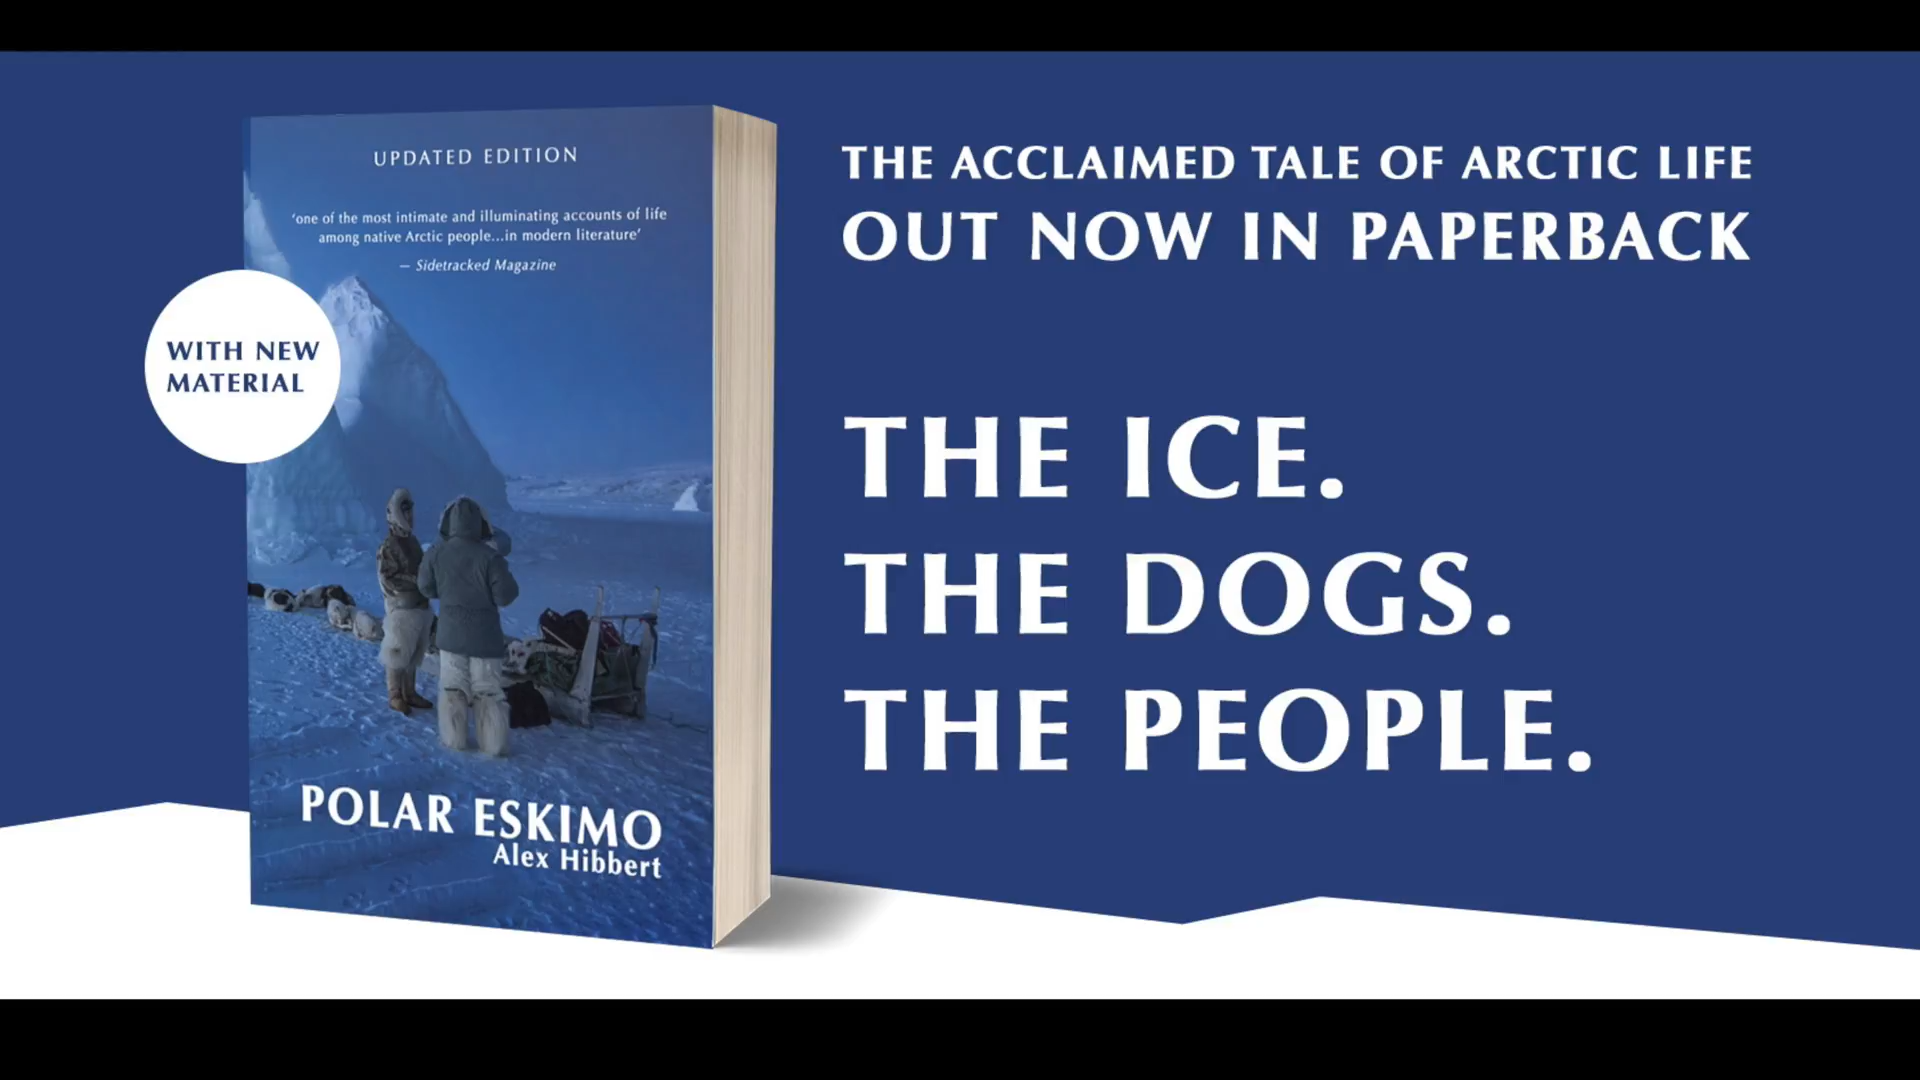 UPDATED EDITION
'one of the most intimate and illuminating accounts of life
among native Arctic people...in modern literature'
– Sidetracked Magazine
WITH NEW
MATERIAL
POLAR ESKIMO
Alex Hibbert
THE ACCLAIMED TALE OF ARCTIC LIFE
OUT NOW IN PAPERBACK
THE ICE.
THE DOGS.
THE PEOPLE.